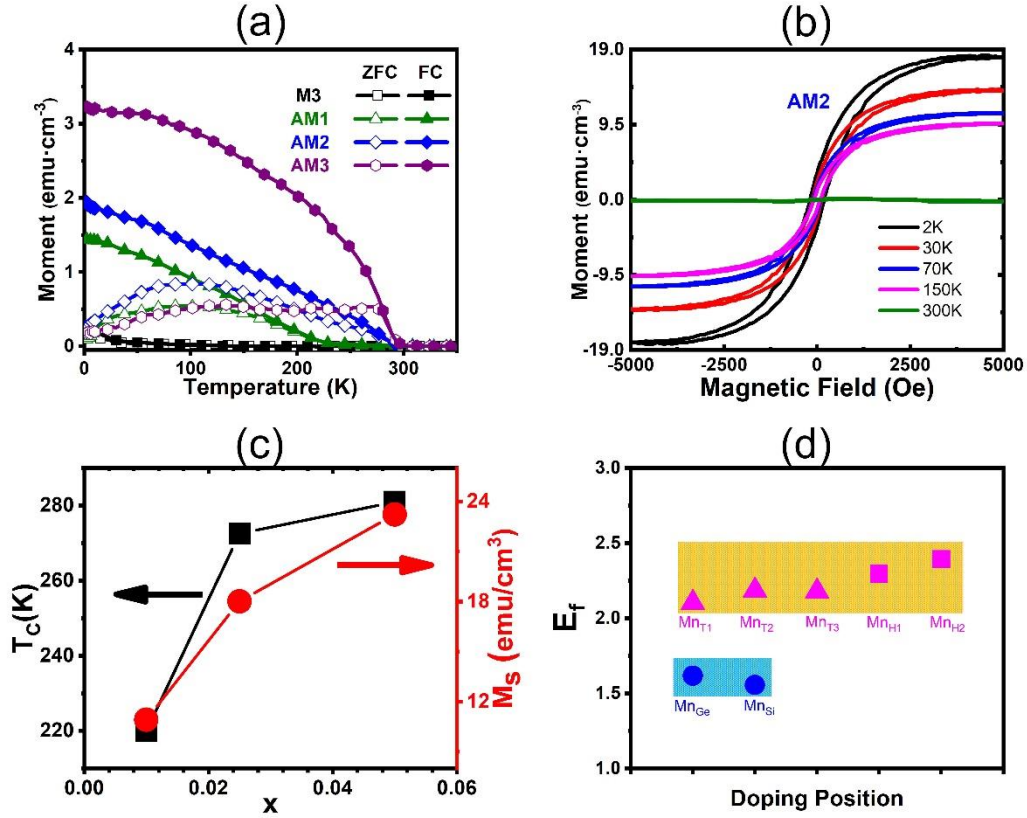 (a)
4
3
2
1
0
Moment (emu·cm⁻³)
ZFC FC
M3
AM1
AM2
AM3
0 100 200 300
Temperature (K)
(b)
19.0
9.5
0.0
-9.5
-19.0
Moment (emu·cm⁻³)
AM2
2K
30K
70K
150K
300K
-5000 -2500 0 2500 5000
Magnetic Field (Oe)
(c)
280
260
240
220
T_C(K)
24
18
12
M_S (emu/cm³)
0.00 0.02 0.04 0.06
x
(d)
3.0
2.5
2.0
1.5
1.0
E_f
Mn_T1 Mn_T2 Mn_T3 Mn_H1 Mn_H2
Mn_Ge Mn_Si
Doping Position